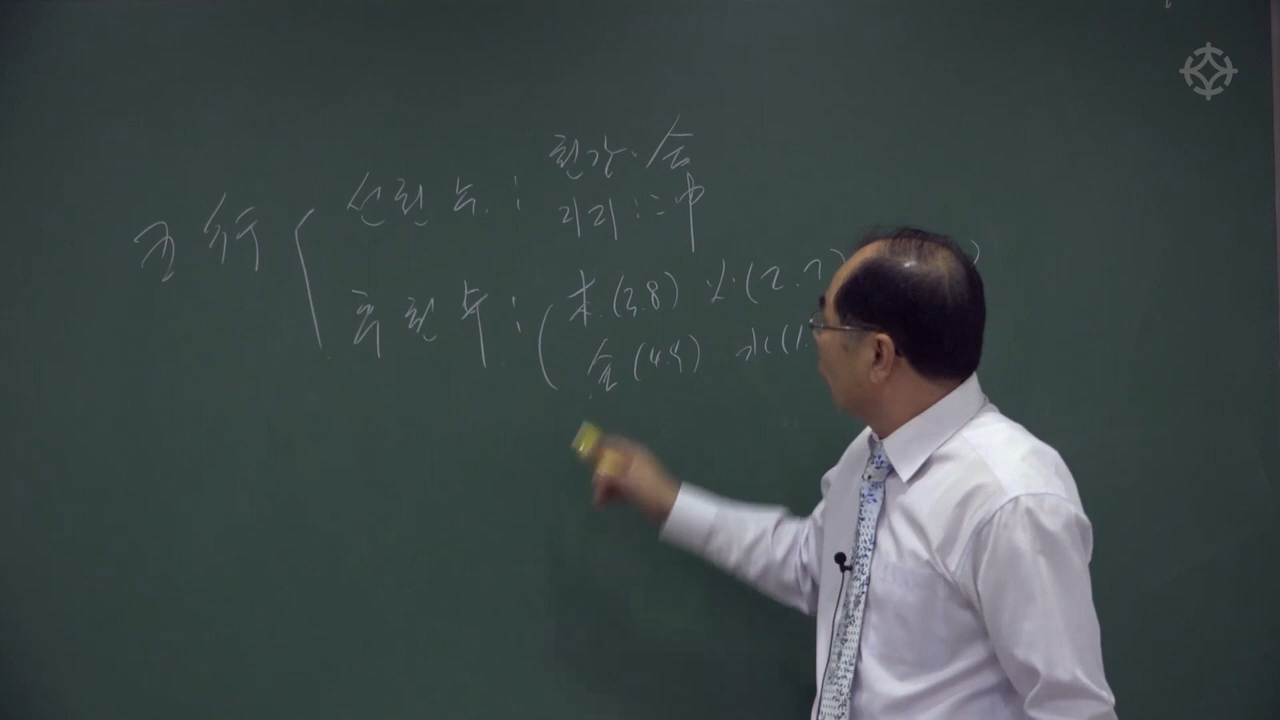 五行
선천수 : 천간 : 合
지지 : 冲
후천수 : 木 (3.8) 火 (2.7) )
金 (4.9) 水 (1.